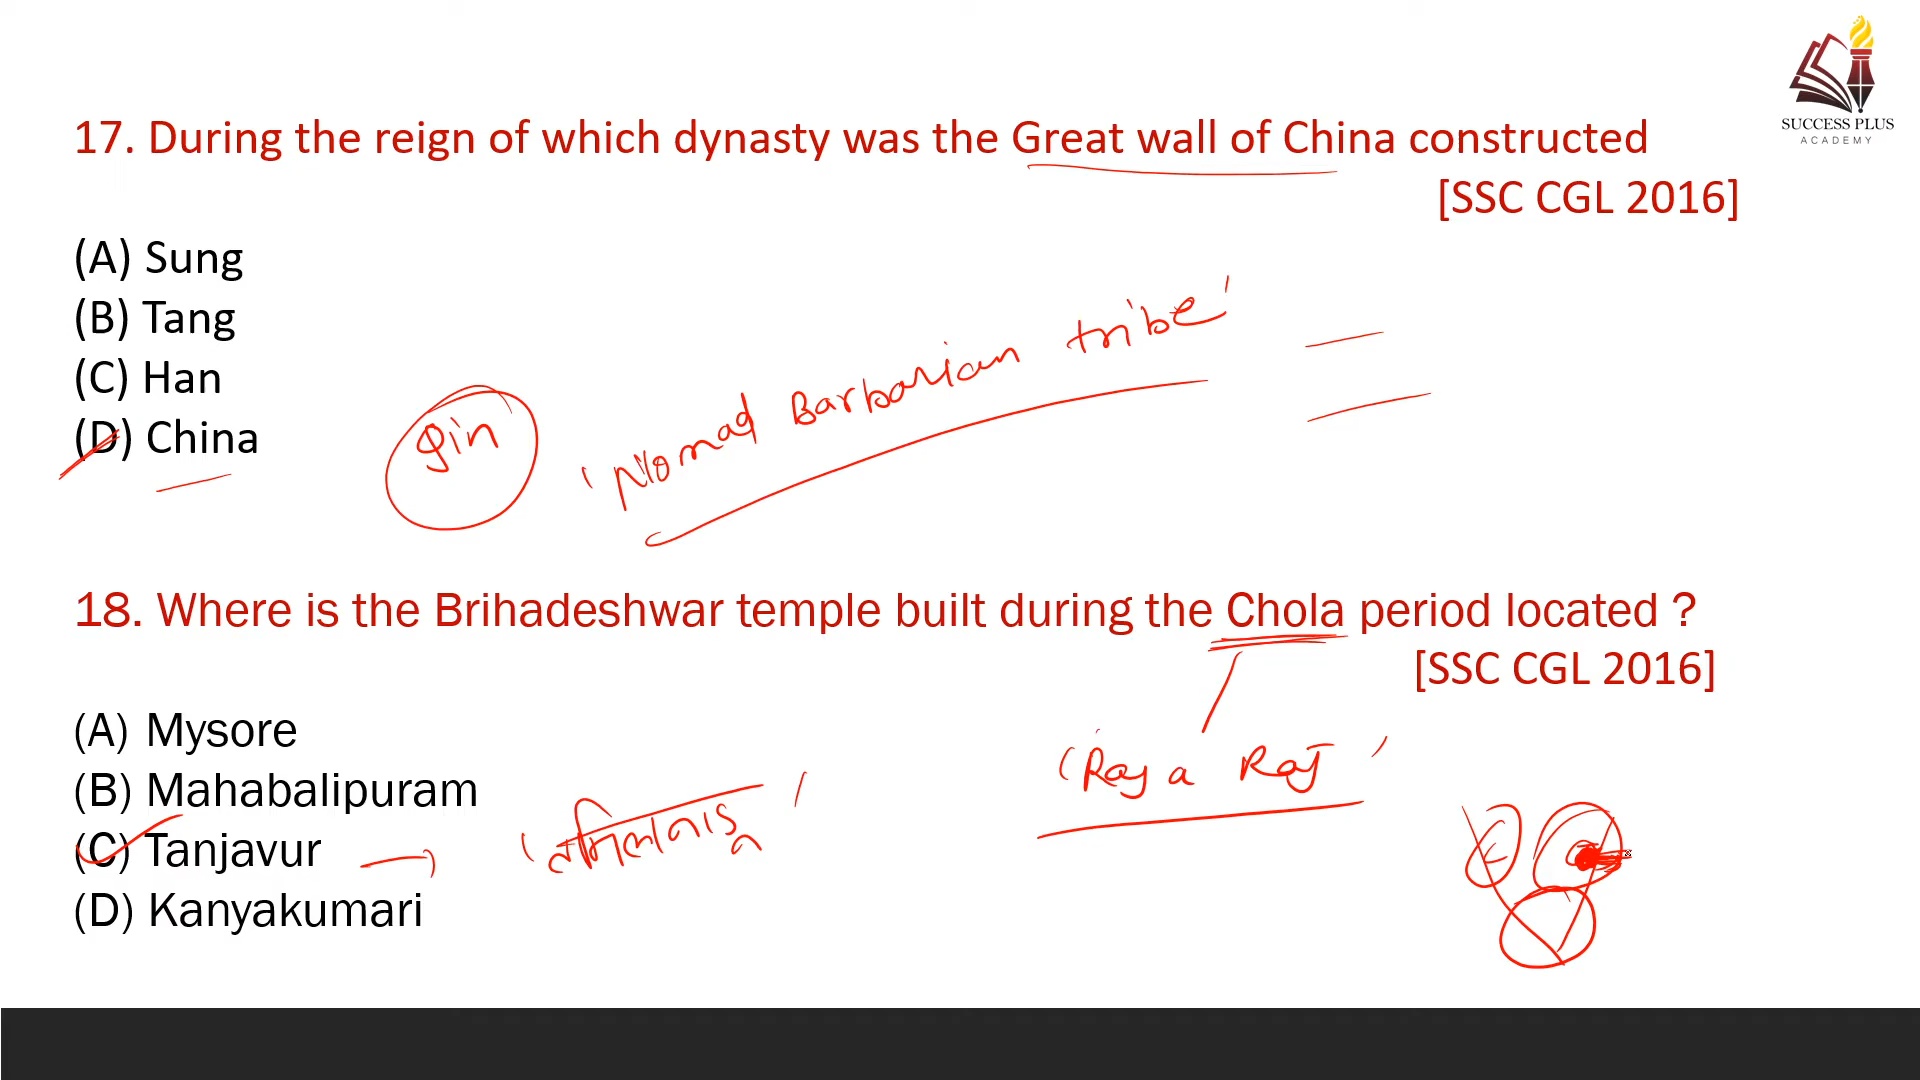 SUCCESS PLUS
ACADEMY
17. During the reign of which dynasty was the Great wall of China constructed
[SSC CGL 2016]
(A) Sung
(B) Tang
(C) Han
(D) China
Qin
'Nomad Barbarian tribe'
18. Where is the Brihadeshwar temple built during the Chola period located ?
[SSC CGL 2016]
(A) Mysore
(B) Mahabalipuram
(C) Tanjavur
(D) Kanyakumari
'तमिलनाडु'
'Raja Raj'